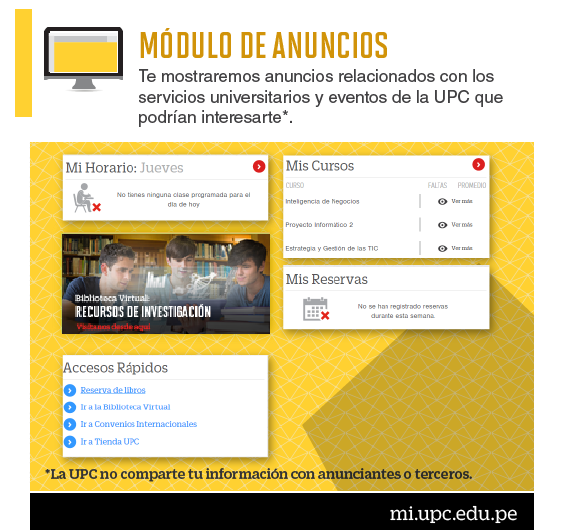 MÓDULO DE ANUNCIOS
Te mostraremos anuncios relacionados con los
servicios universitarios y eventos de la UPC que
podrían interesarte*.
Mi Horario: Jueves
No tienes ninguna clase programada para el
día de hoy
Biblioteca Virtual:
RECURSOS DE INVESTIGACIÓN
Visítanos desde aquí
Accesos Rápidos
Reserva de libros
Ir a la Biblioteca Virtual
Ir a Convenios Internacionales
Ir a Tienda UPC
Mis Cursos
CURSO FALTAS PROMEDIO
Inteligencia de Negocios Ver más
Proyecto Informático 2 Ver más
Estrategia y Gestión de las TIC Ver más
Mis Reservas
No se has registrado reservas
durante esta semana.
*La UPC no comparte tu información con anunciantes o terceros.
mi.upc.edu.pe